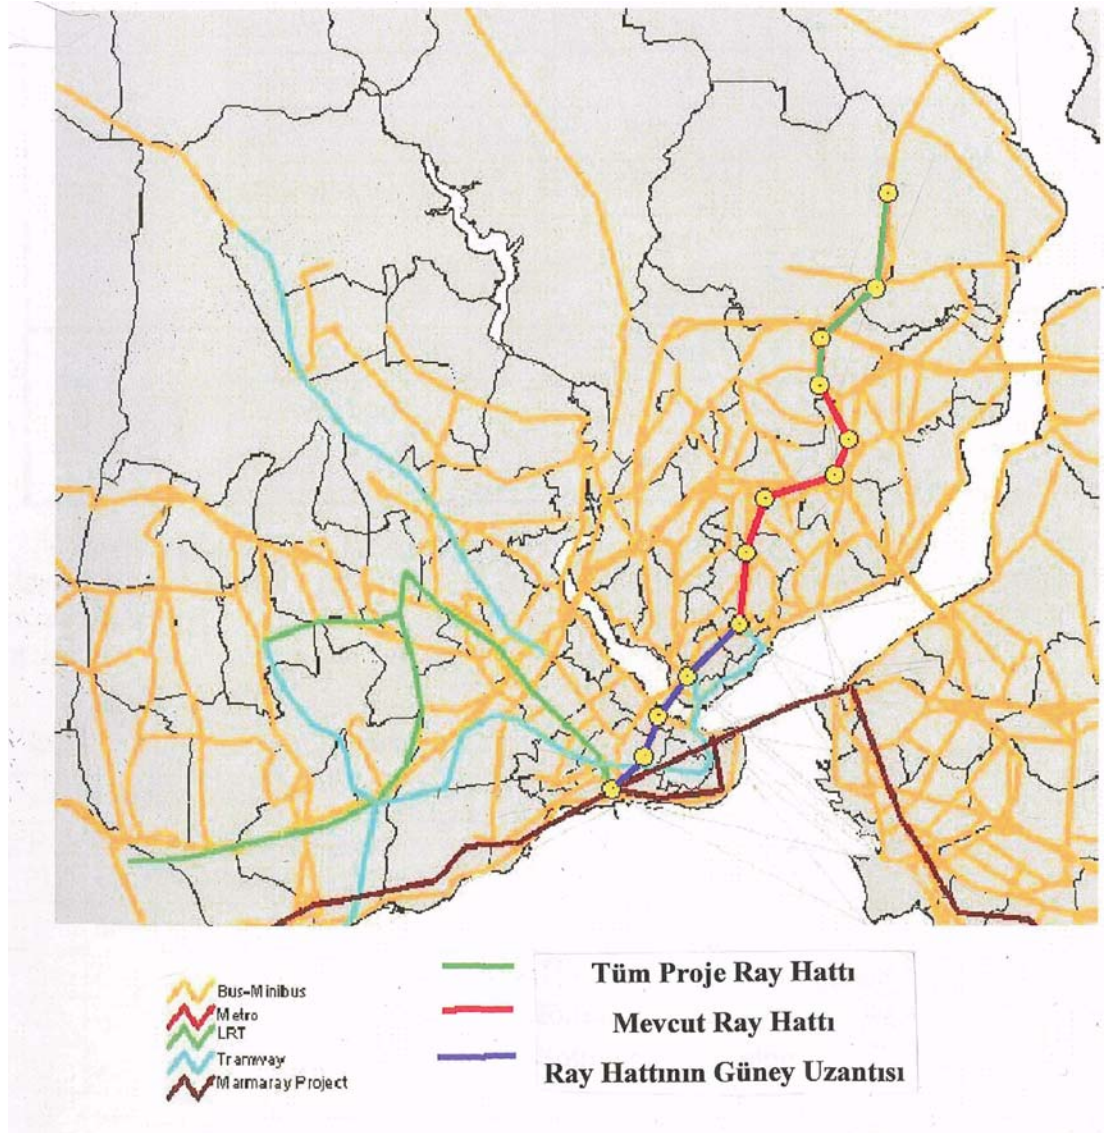 Bus-Minibus
Metro
LRT
Tramway
Marmaray Project
Tüm Proje Ray Hattı
Mevcut Ray Hattı
Ray Hattının Güney Uzantısı